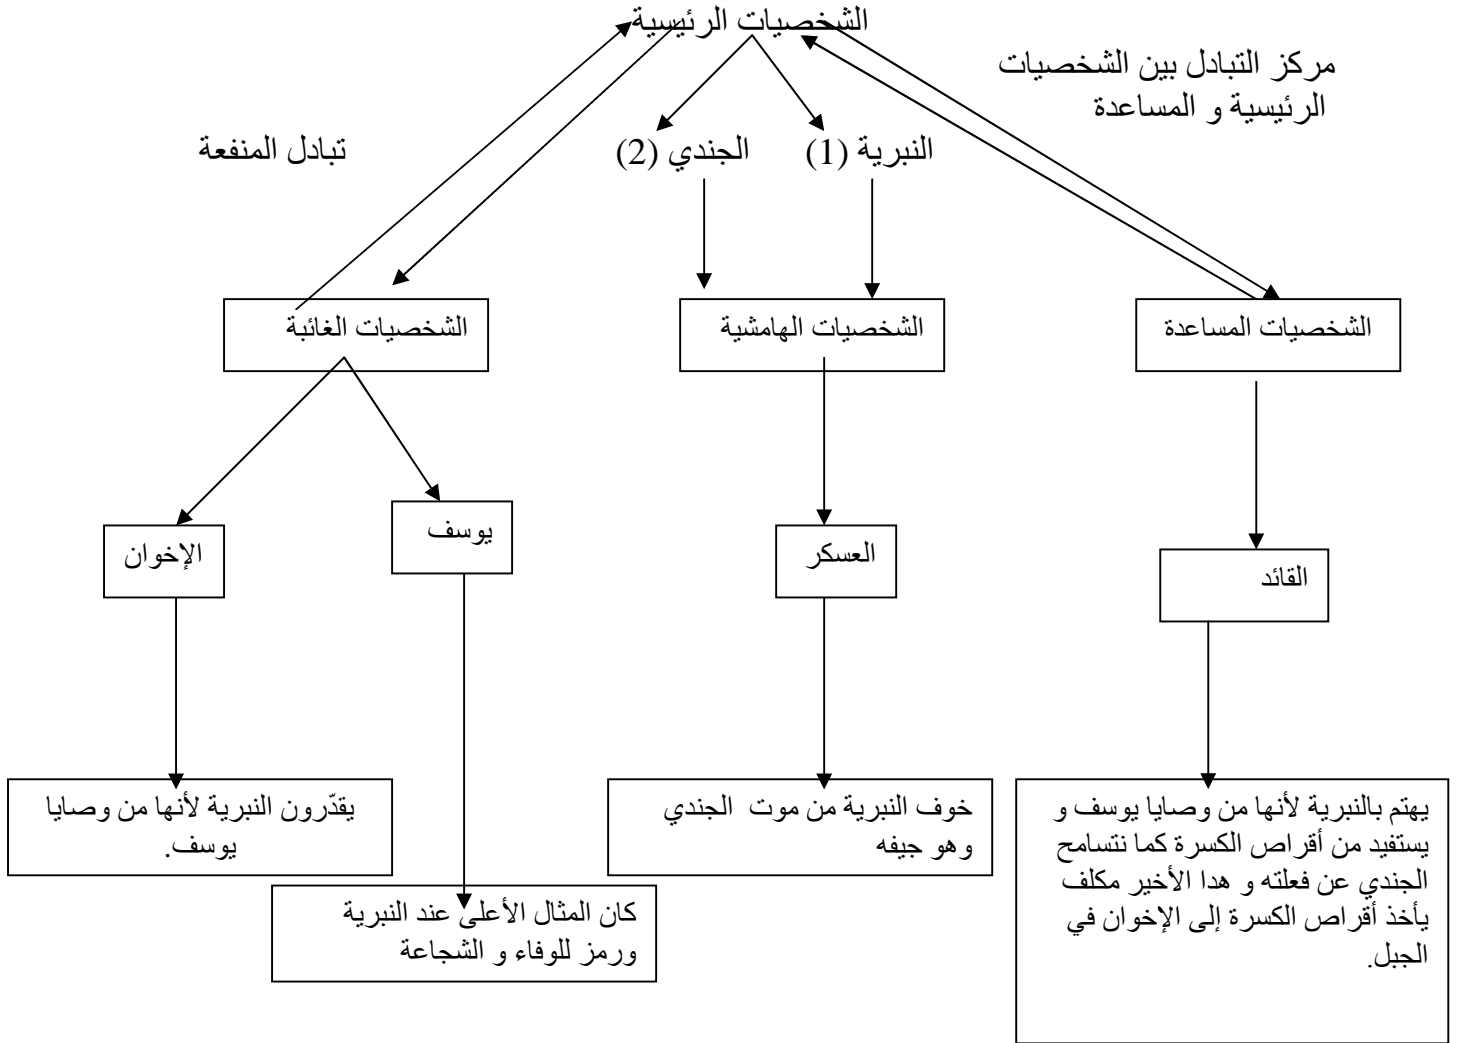 الشخصيات الرئيسية
مركز التبادل بين الشخصيات
الرئيسية و المساعدة
تبادل المنفعة
النبرية (1)
الجندي (2)
الشخصيات المساعدة
الشخصيات الهامشية
الشخصيات الغائبة
القائد
العسكر
يوسف
الإخوان
يهتم بالنبرية لأنها من وصايا يوسف و
يستفيد من أقراص الكسرة كما نتسامح
الجندي عن فعلته و هدا الأخير مكلف
يأخذ أقراص الكسرة إلى الإخوان في
الجبل.
خوف النبرية من موت الجندي
وهو جيفه
كان المثال الأعلى عند النبرية
ورمز للوفاء و الشجاعة
يقدّرون النبرية لأنها من وصايا
يوسف.